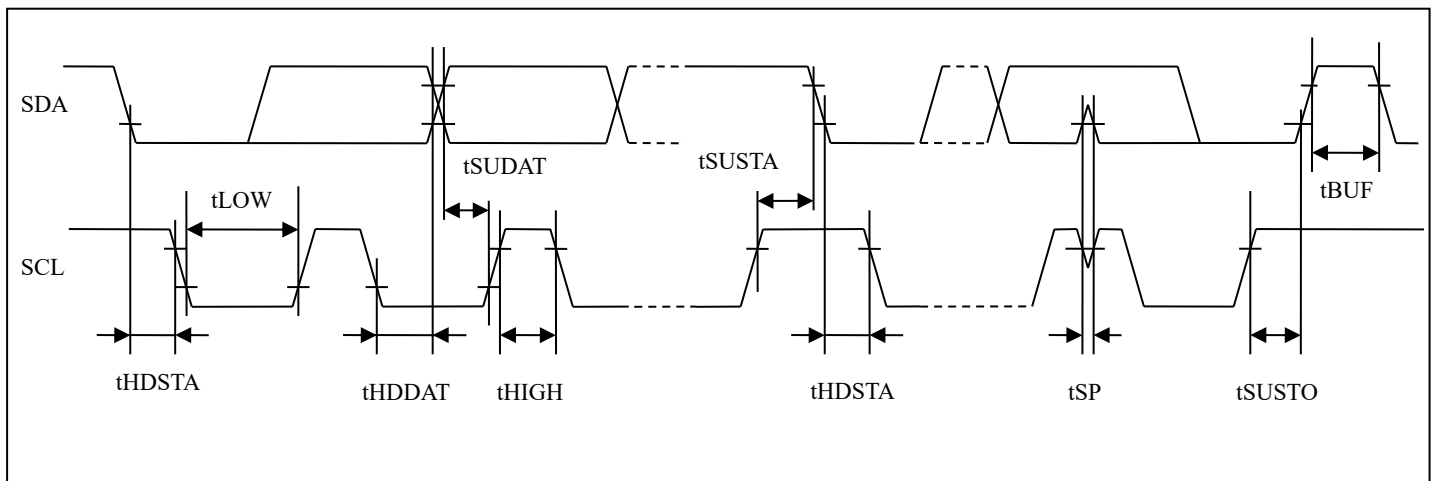 SDA
tSUDAT
tSUSTA
tBUF
tLOW
SCL
tHDSTA
tHDDAT
tHIGH
tHDSTA
tSP
tSUSTO